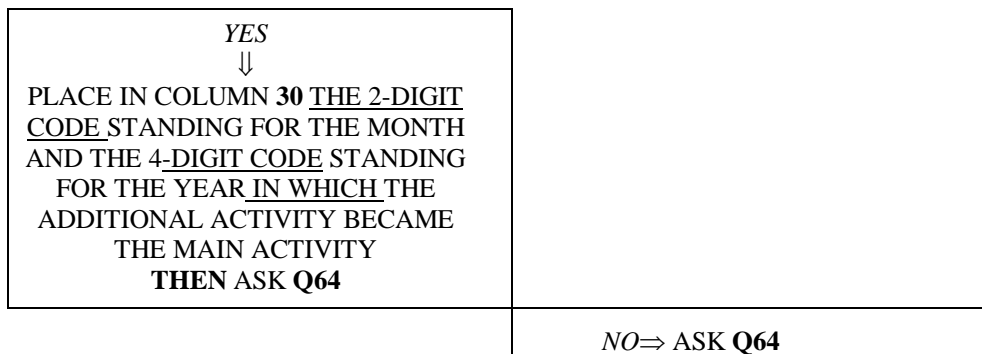 YES
⇓
PLACE IN COLUMN 30 THE 2-DIGIT
CODE STANDING FOR THE MONTH
AND THE 4-DIGIT CODE STANDING
FOR THE YEAR IN WHICH THE
ADDITIONAL ACTIVITY BECAME
THE MAIN ACTIVITY
THEN ASK Q64
NO⇒ ASK Q64